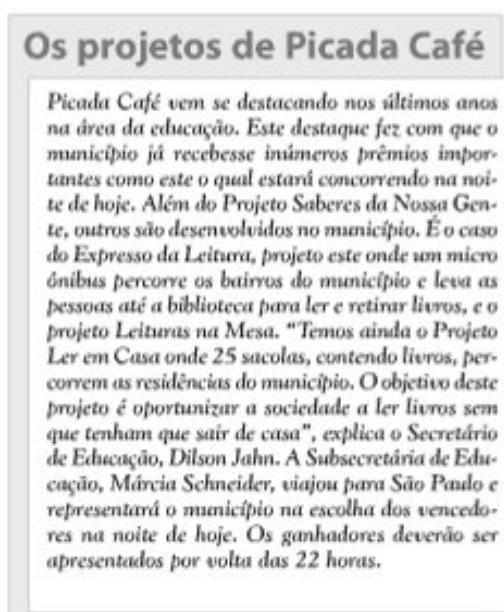 Os projetos de Picada Café
Picada Café vem se destacando nos últimos anos
na área da educação. Este destaque fez com que o
município já recebesse inúmeros prêmios impor-
tantes como este o qual estará concorrendo na noi-
te de hoje. Além do Projeto Saberes da Nossa Gen-
te, outros são desenvolvidos no município. É o caso
do Expresso da Leitura, projeto este onde um micro
ônibus percorre os bairros do município e leva as
pessoas até a biblioteca para ler e retirar livros, e o
projeto Leituras na Mesa. "Temos ainda o Projeto
Ler em Casa onde 25 sacolas, contendo livros, per-
correm as residências do município. O objetivo deste
projeto é oportunizar a sociedade a ler livros sem
que tenham que sair de casa", explica o Secretário
de Educação, Dilson Jahn. A Subsecretária de Edu-
cação, Márcia Schneider, viajou para São Paulo e
representará o município na escolha dos vencedo-
res na noite de hoje. Os ganhadores deverão ser
apresentados por volta das 22 horas.